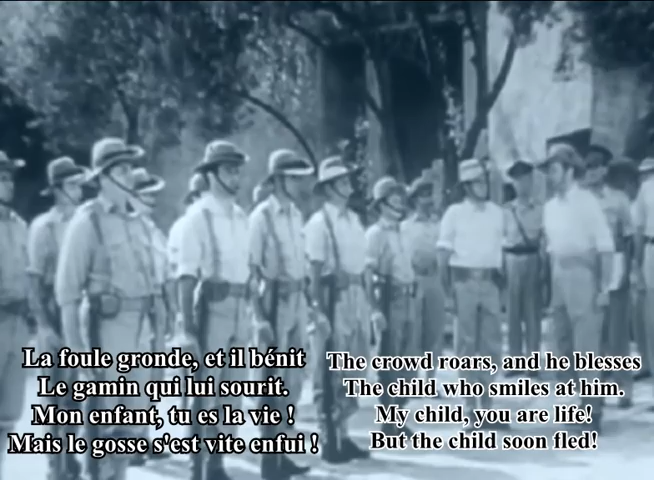 La foule gronde, et il bénit
Le gamin qui lui sourit.
Mon enfant, tu es la vie !
Mais le gosse s'est vite enfui !
The crowd roars, and he blesses
The child who smiles at him.
My child, you are life!
But the child soon fled!